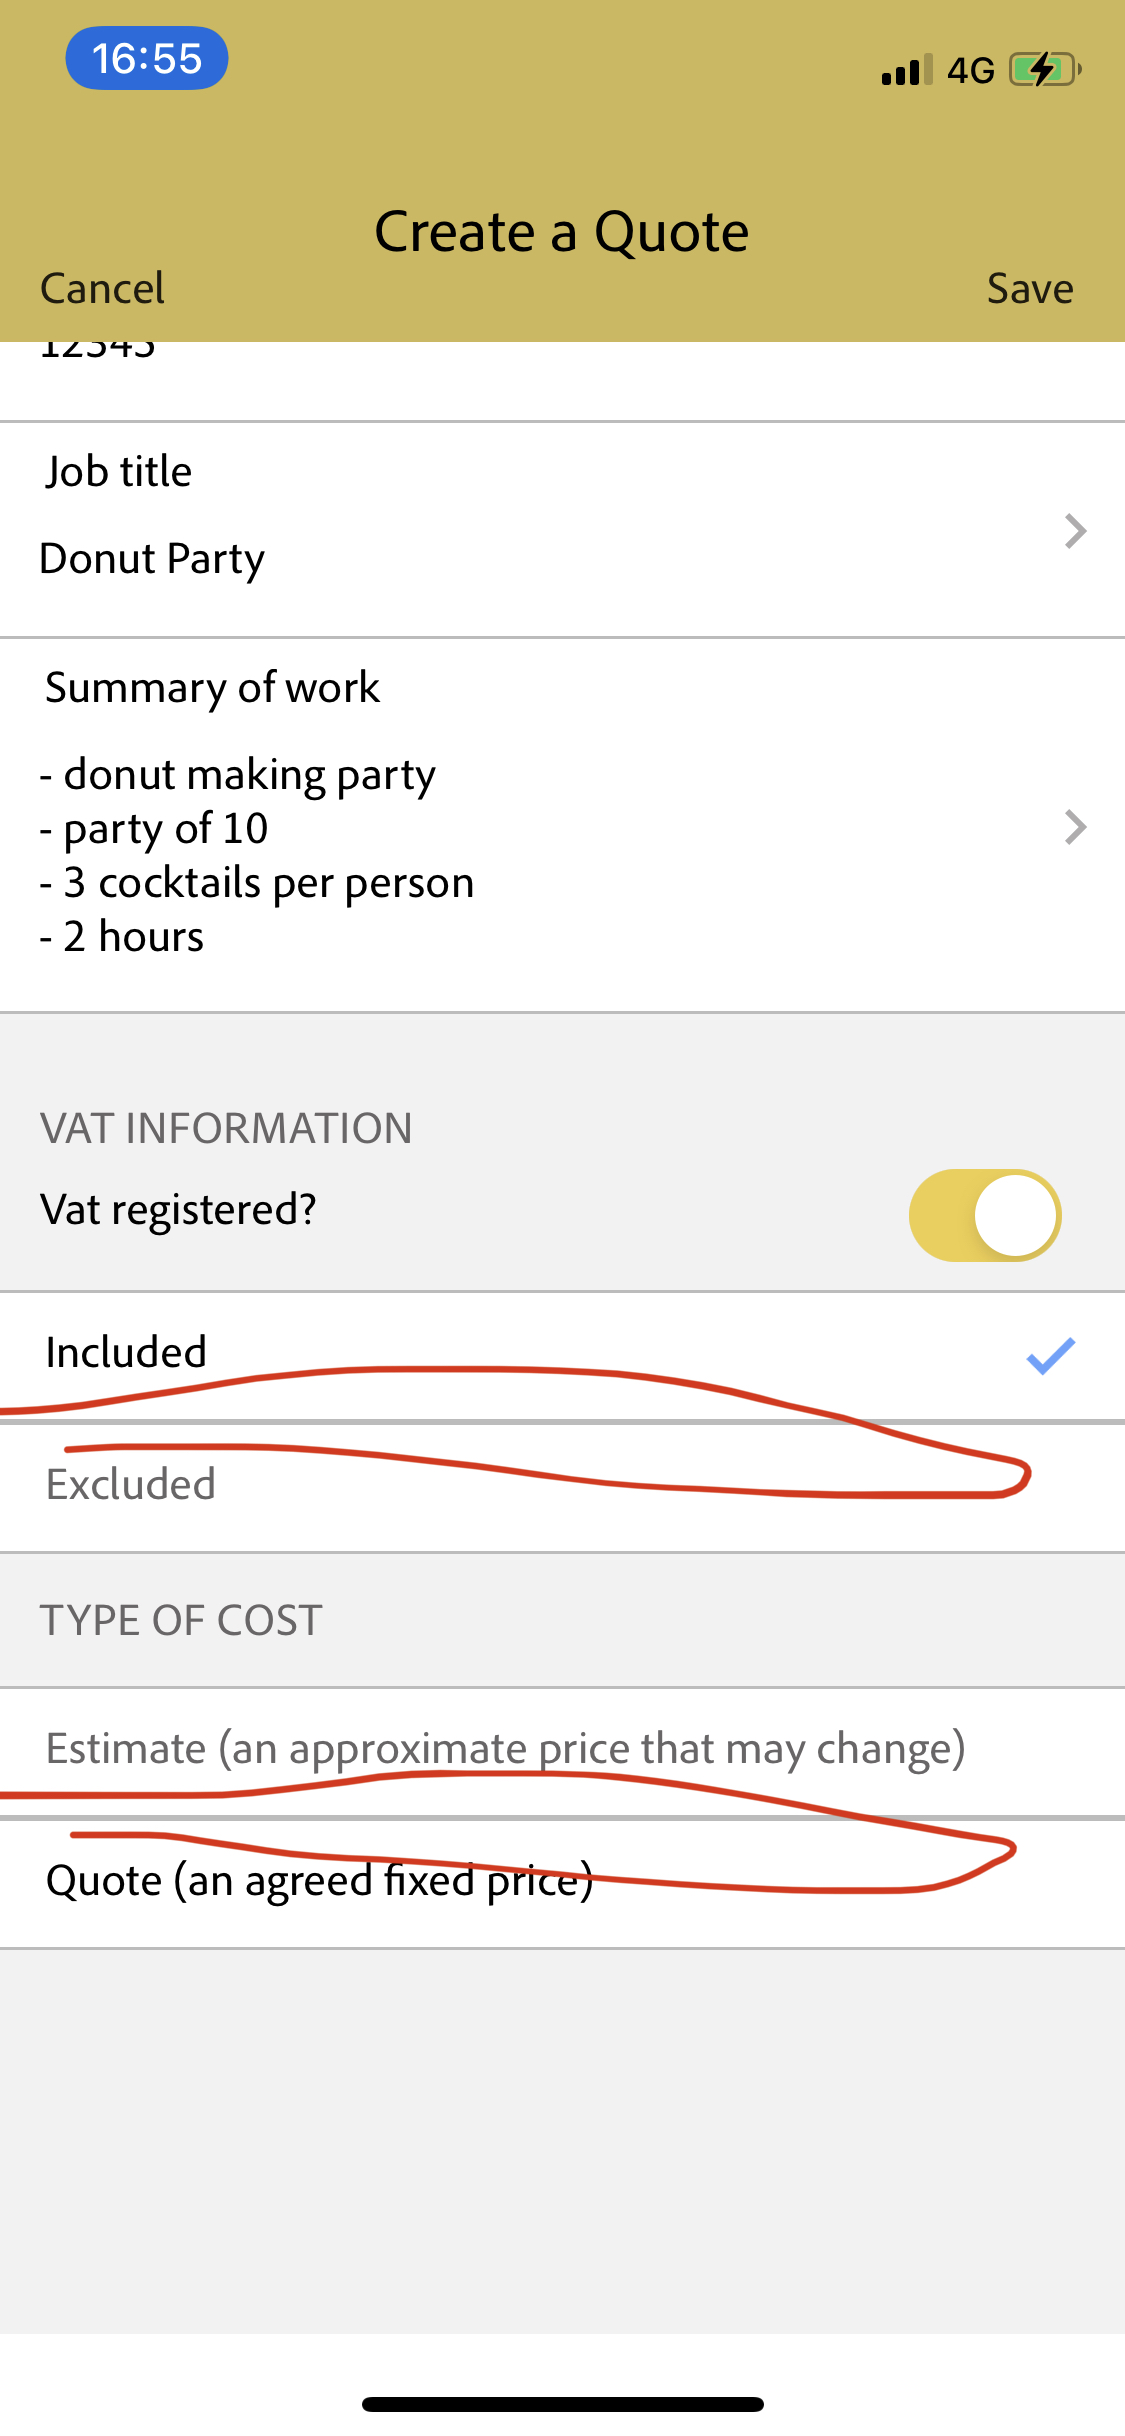 16:55
4G
Create a Quote
Cancel
Save
12345
Job title
Donut Party
Summary of work
- donut making party
- party of 10
- 3 cocktails per person
- 2 hours
VAT INFORMATION
Vat registered?
Included
Excluded
TYPE OF COST
Estimate (an approximate price that may change)
Quote (an agreed fixed price)